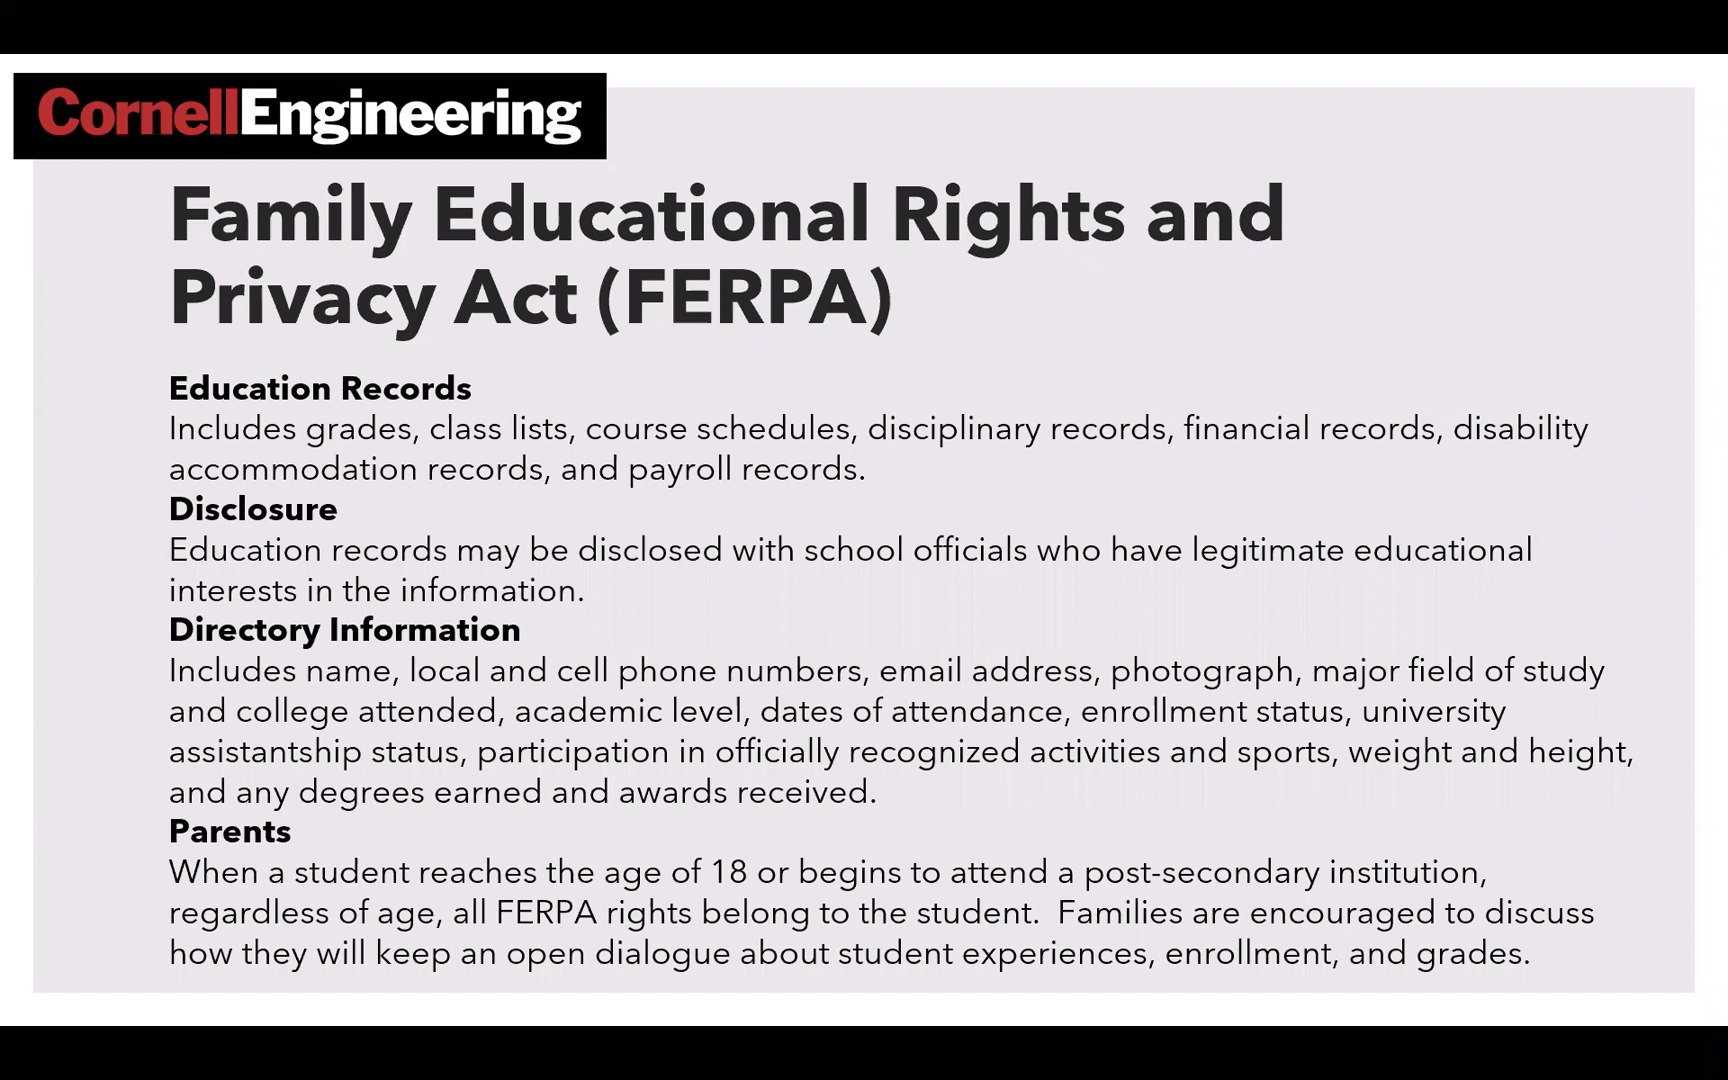 CornellEngineering
Family Educational Rights and
Privacy Act (FERPA)
Education Records
Includes grades, class lists, course schedules, disciplinary records, financial records, disability
accommodation records, and payroll records.
Disclosure
Education records may be disclosed with school officials who have legitimate educational
interests in the information.
Directory Information
Includes name, local and cell phone numbers, email address, photograph, major field of study
and college attended, academic level, dates of attendance, enrollment status, university
assistantship status, participation in officially recognized activities and sports, weight and height,
and any degrees earned and awards received.
Parents
When a student reaches the age of 18 or begins to attend a post-secondary institution,
regardless of age, all FERPA rights belong to the student.  Families are encouraged to discuss
how they will keep an open dialogue about student experiences, enrollment, and grades.